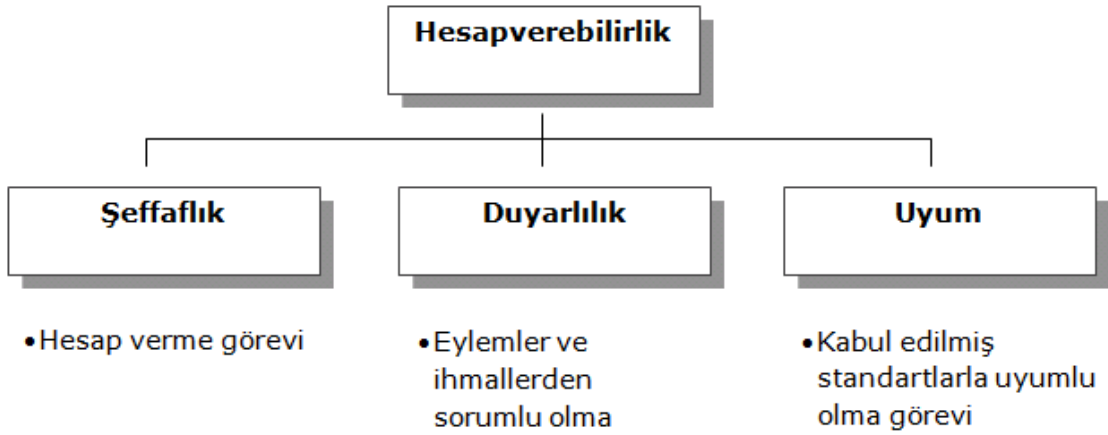 Hesapverebilirlik
Şeffaflık
Duyarlılık
Uyum
•Hesap verme görevi
•Eylemler ve
ihmallerden
sorumlu olma
•Kabul edilmiş
standartlarla uyumlu
olma görevi